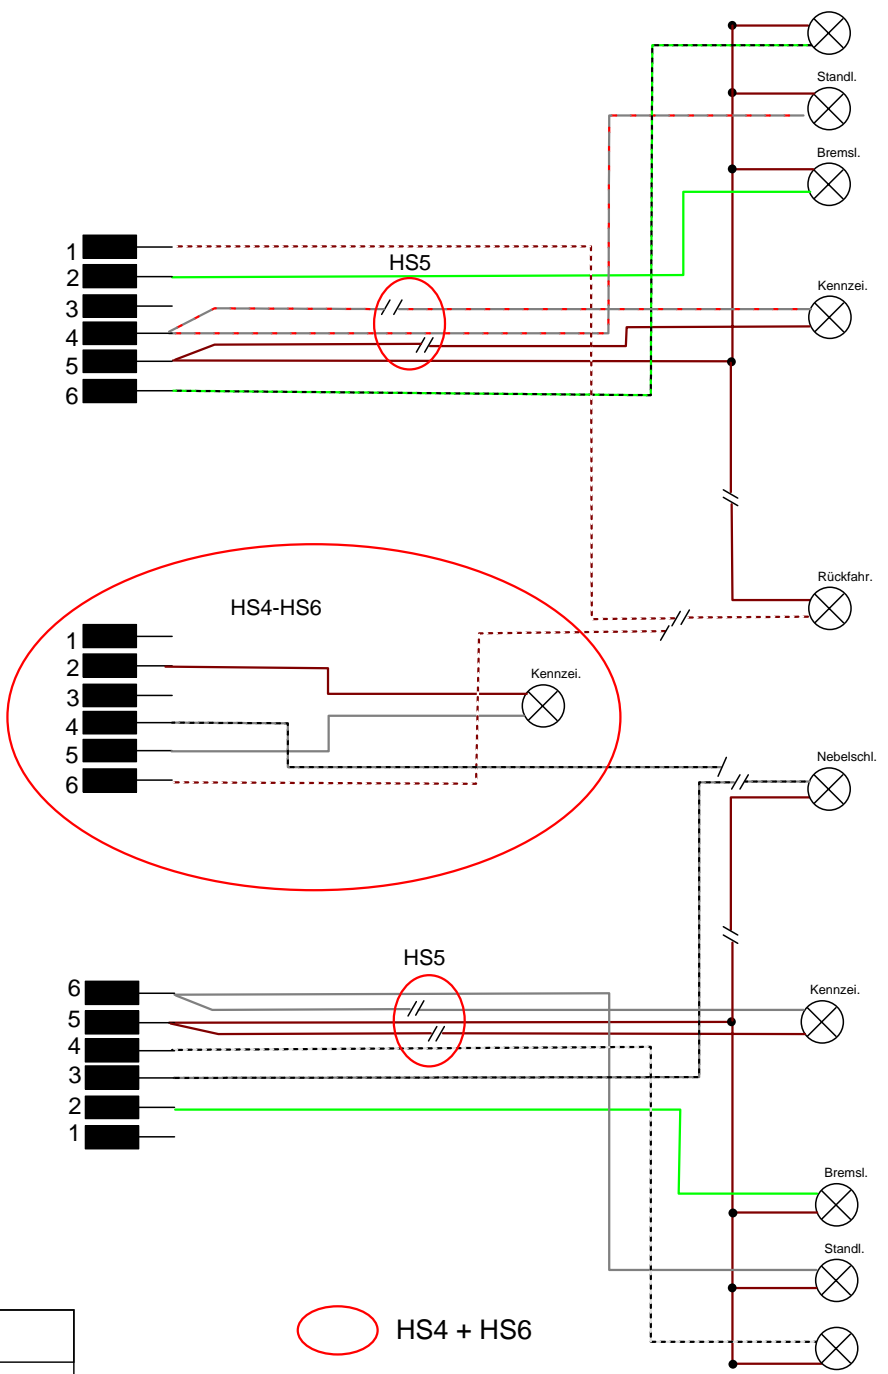 Standl.
Bremsl.
1
HS5
2
Kennzei.
3
4
5
6
Rückfahr.
HS4-HS6
1
2
Kennzei.
3
4
5
Nebelschl.
6
HS5
6
Kennzei.
5
4
3
2
1
Bremsl.
Standl.
HS4 + HS6